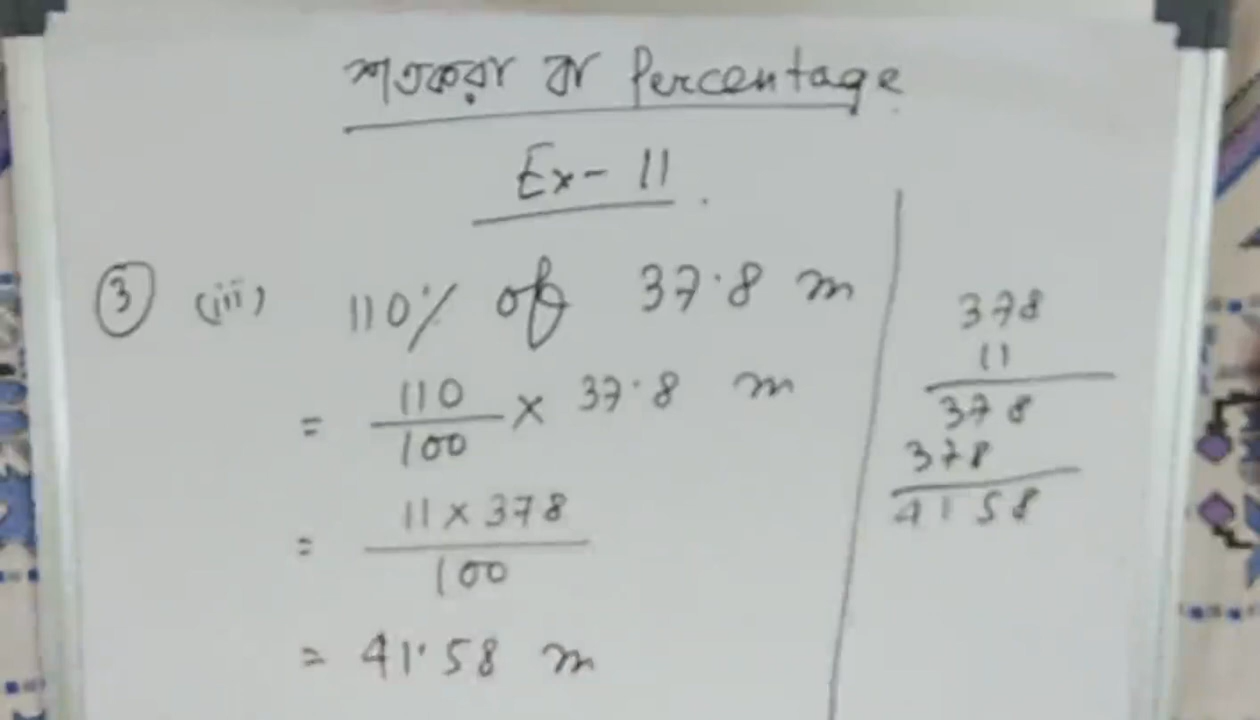 শতকরা বা Percentage
Ex- 11
③ (iii) 110% of 37.8 m
= 110/100 × 37.8 m
= 11 × 378/100
= 41.58 m
378
11
378
378
4158